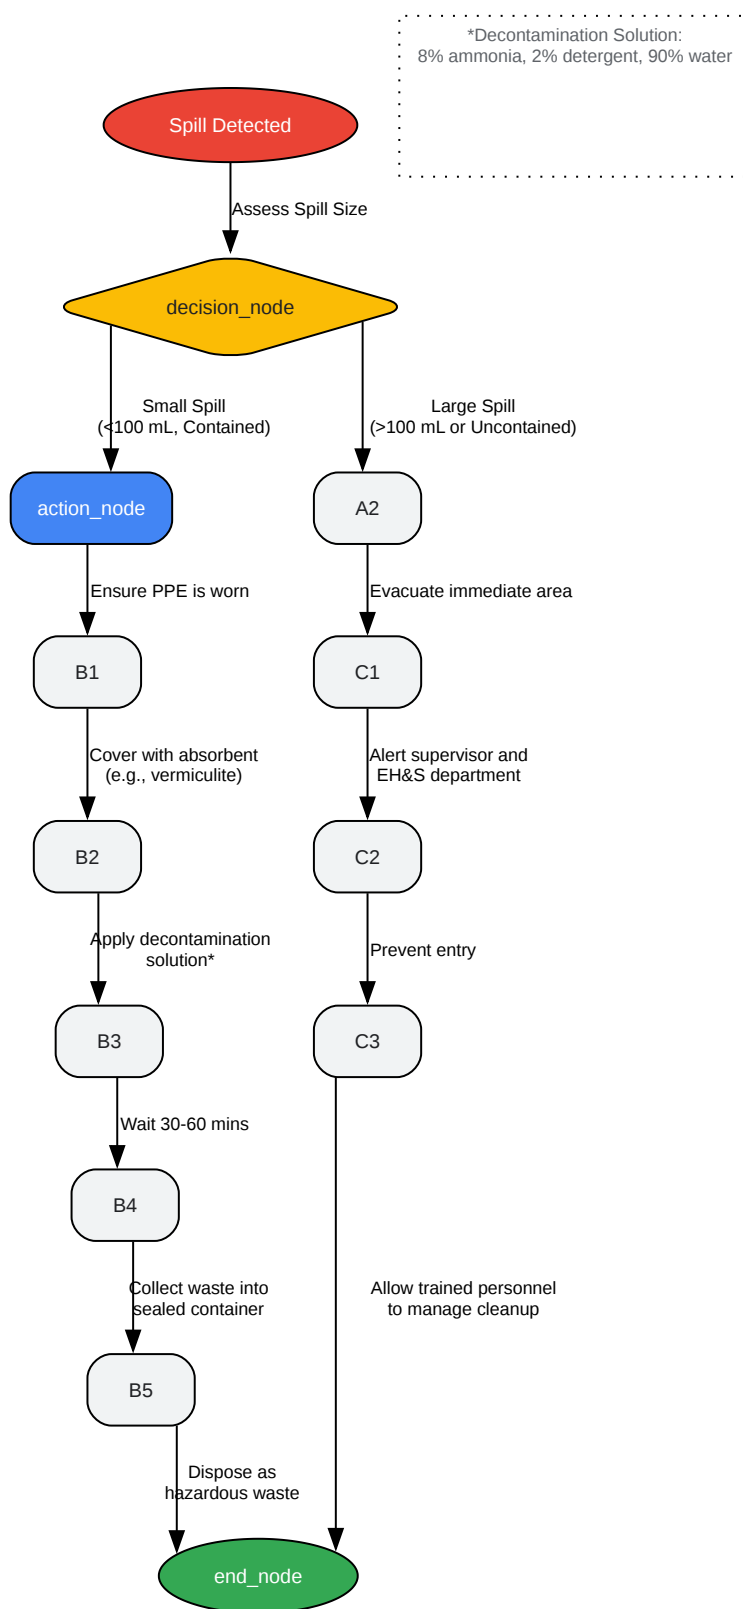 *Decontamination Solution:
8% ammonia, 2% detergent, 90% water
Spill Detected
Assess Spill Size
decision_node
Small Spill
(<100 mL, Contained)
Large Spill
(>100 mL or Uncontained)
action_node
A2
Ensure PPE is worn
Evacuate immediate area
B1
C1
Cover with absorbent
(e.g., vermiculite)
Alert supervisor and
EH&S department
B2
C2
Apply decontamination
solution*
Prevent entry
B3
C3
Wait 30-60 mins
B4
Collect waste into
sealed container
Allow trained personnel
to manage cleanup
B5
Dispose as
hazardous waste
end_node